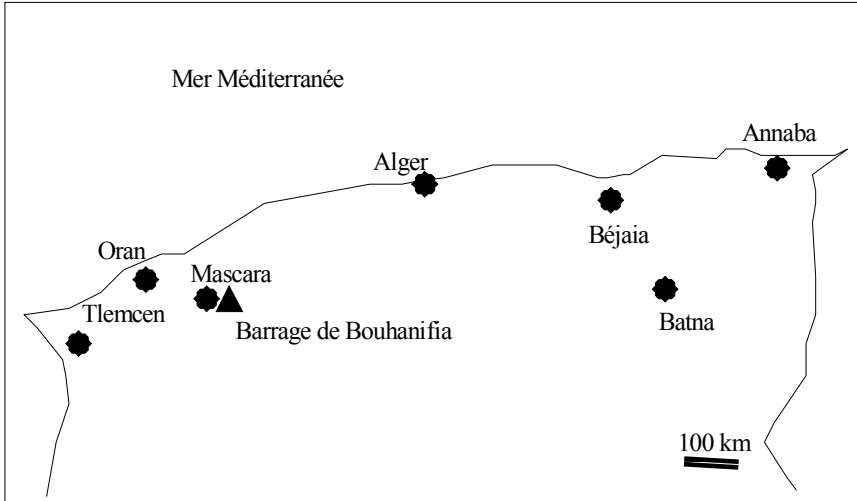 Mer Méditerranée
Annaba
Alger
Béjaia
Oran
Mascara
Tlemcen
Batna
Barrage de Bouhanifia
100 km